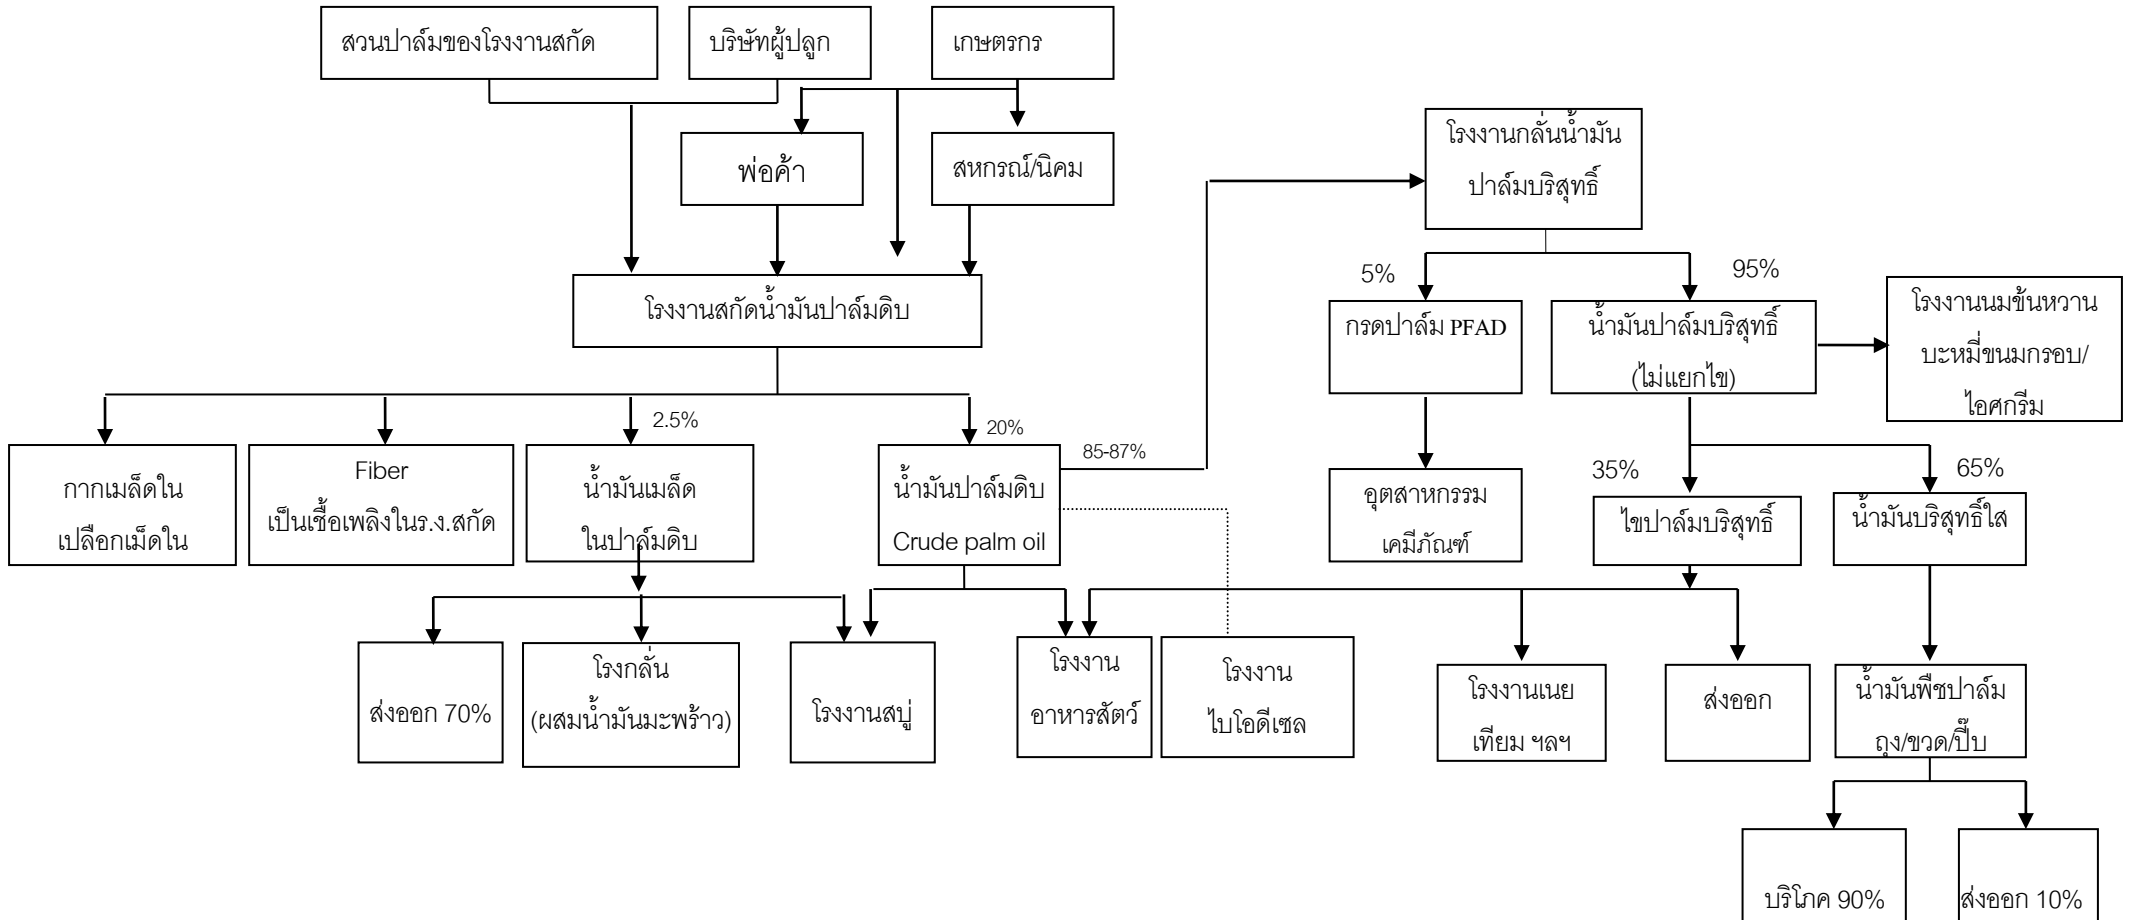 สวนปาล์มของโรงงานสกัด
บริษัทผู้ปลูก
เกษตรกร
พ่อค้า
สหกรณ์/นิคม
โรงงานสกัดน้ำมันปาล์มดิบ
โรงงานกลั่นน้ำมัน
ปาล์มบริสุทธิ์
5%
95%
กรดปาล์ม PFAD
น้ำมันปาล์มบริสุทธิ์
(ไม่แยกไข)
โรงงานนมข้นหวาน
บะหมี่ขนมกรอบ/
ไอศกรีม
2.5%
20%
85-87%
กากเมล็ดใน
เปลือกเม็ดใน
Fiber
เป็นเชื้อเพลิงในร.ง.สกัด
น้ำมันเมล็ด
ในปาล์มดิบ
น้ำมันปาล์มดิบ
Crude palm oil
อุตสาหกรรม
เคมีภัณฑ์
35%
65%
ไขปาล์มบริสุทธิ์
น้ำมันบริสุทธิ์ใส
ส่งออก 70%
โรงกลั่น
(ผสมน้ำมันมะพร้าว)
โรงงานสบู่
โรงงาน
อาหารสัตว์
โรงงาน
ไบโอดีเซล
โรงงานเนย
เทียม ฯลฯ
ส่งออก
น้ำมันพืชปาล์ม
ถุง/ขวด/ปี๊บ
บริโภค 90%
ส่งออก 10%